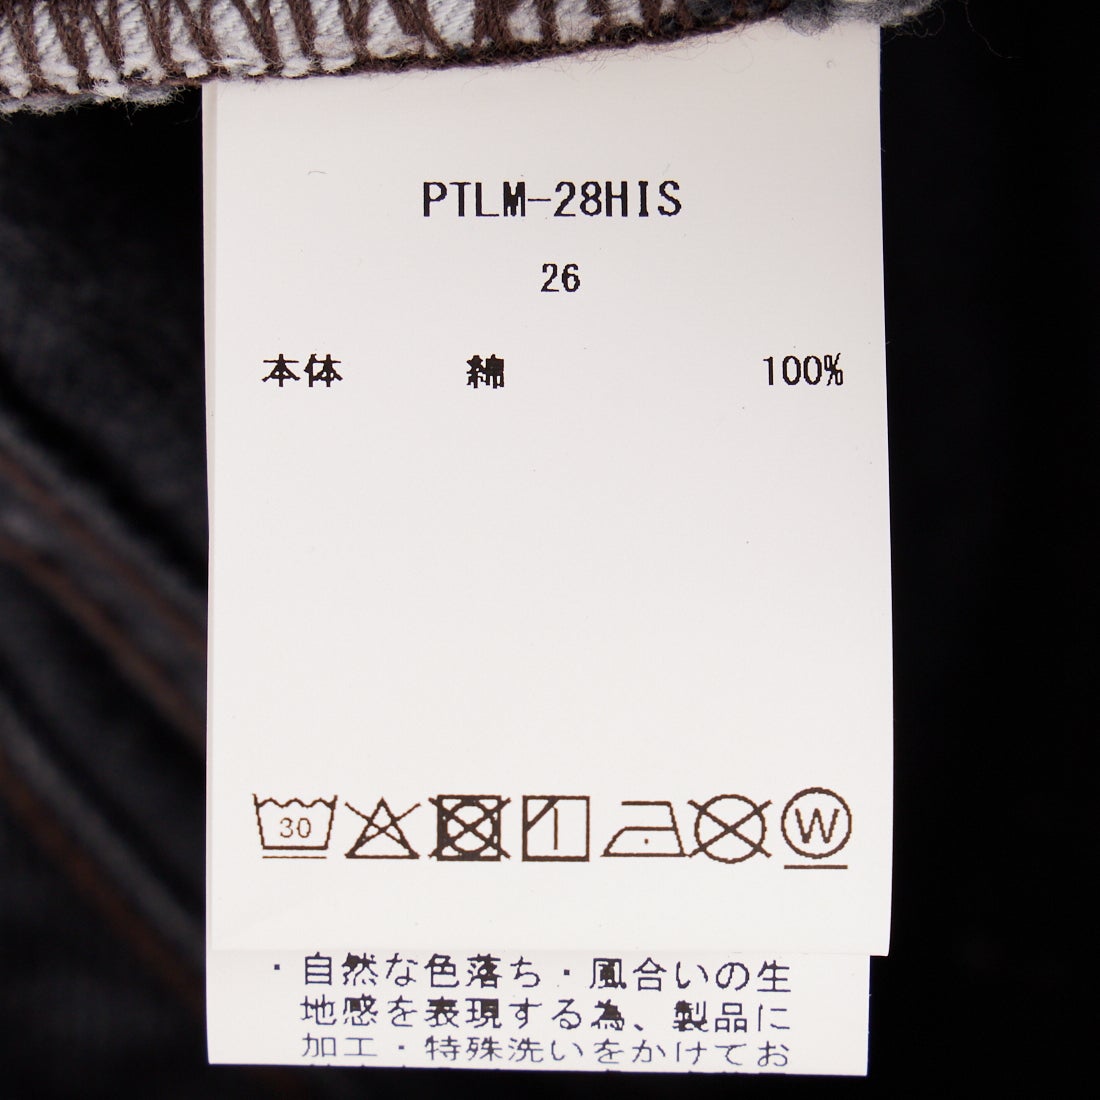 PTLM-28HIS
26
本体 綿 100%
30 W
・自然な色落ち・風合いの生
地感を表現する為、製品に
加工・特殊洗いをかけてお